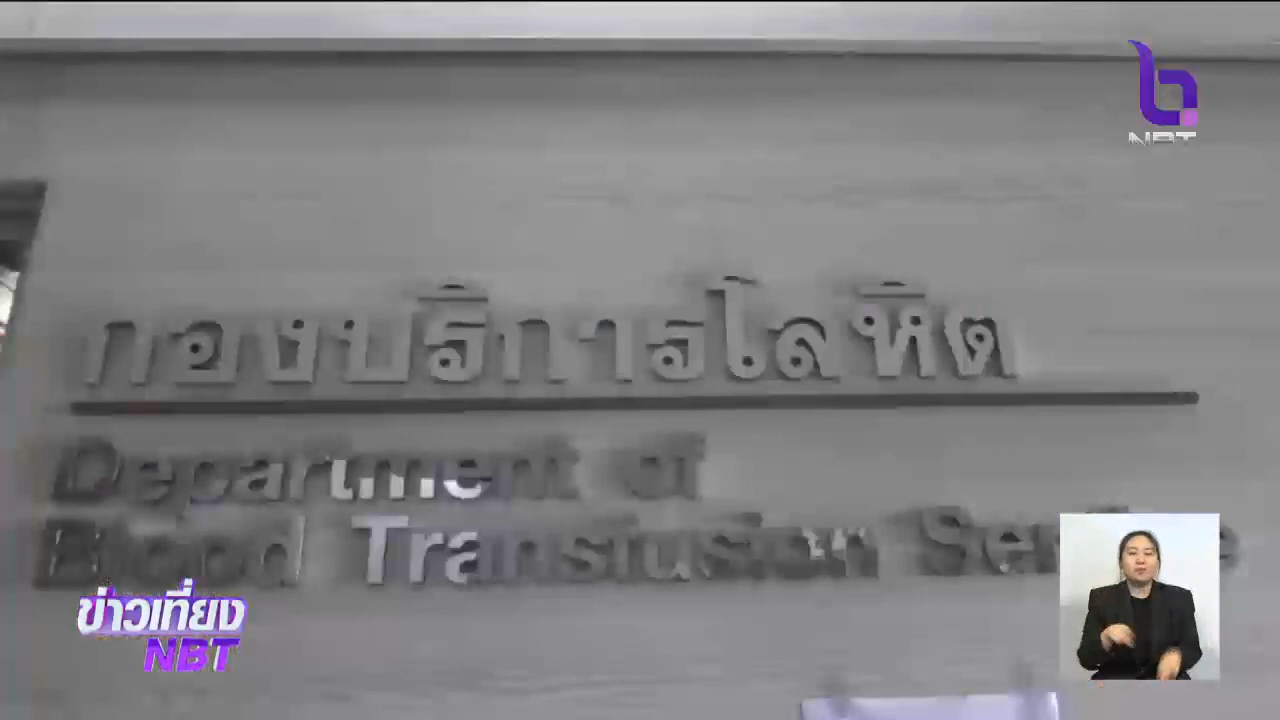 NBT
กองบริการโลหิต
Department of
Blood Transfusion Service
ข่าวเที่ยง
NBT